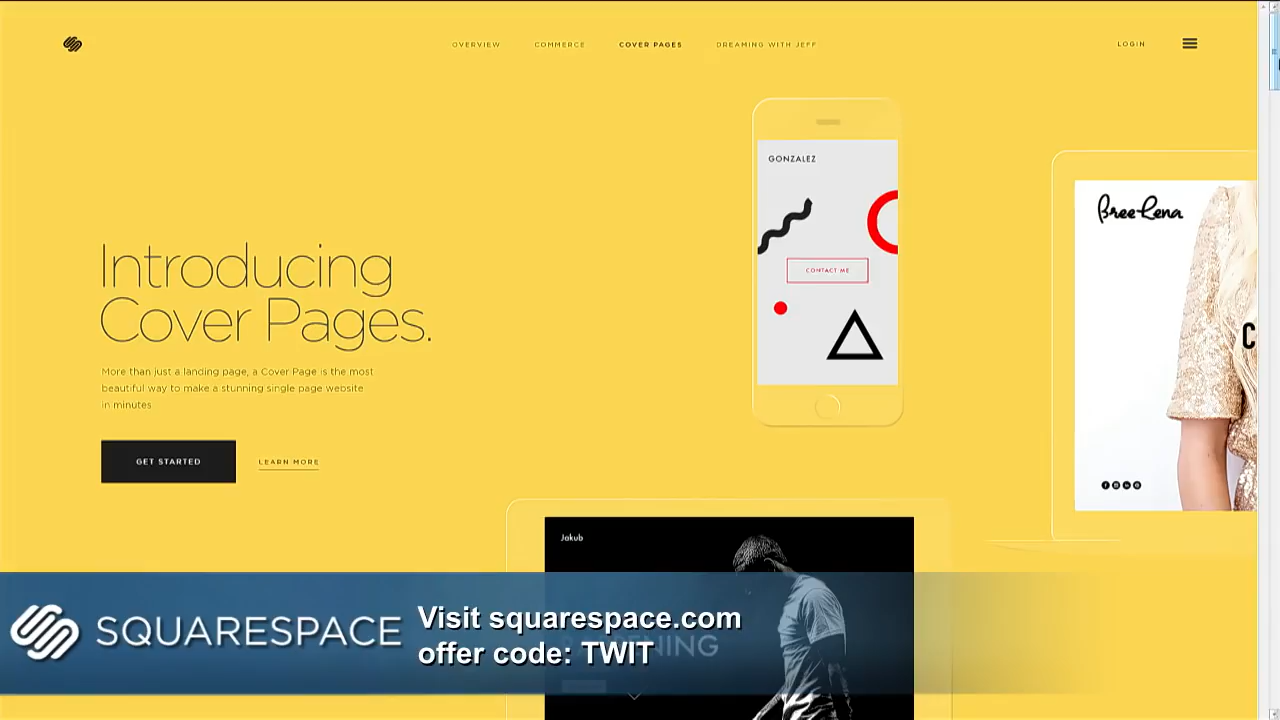 OVERVIEW
COMMERCE
COVER PAGES
DREAMING WITH JEFF
LOGIN
GONZALEZ
CONTACT ME
Bree Lena
C
Introducing
Cover Pages.
More than just a landing page, a Cover Page is the most
beautiful way to make a stunning single page website
in minutes
GET STARTED
LEARN MORE
Jakub
SQUARESPACE
Visit squarespace.com
offer code: TWIT